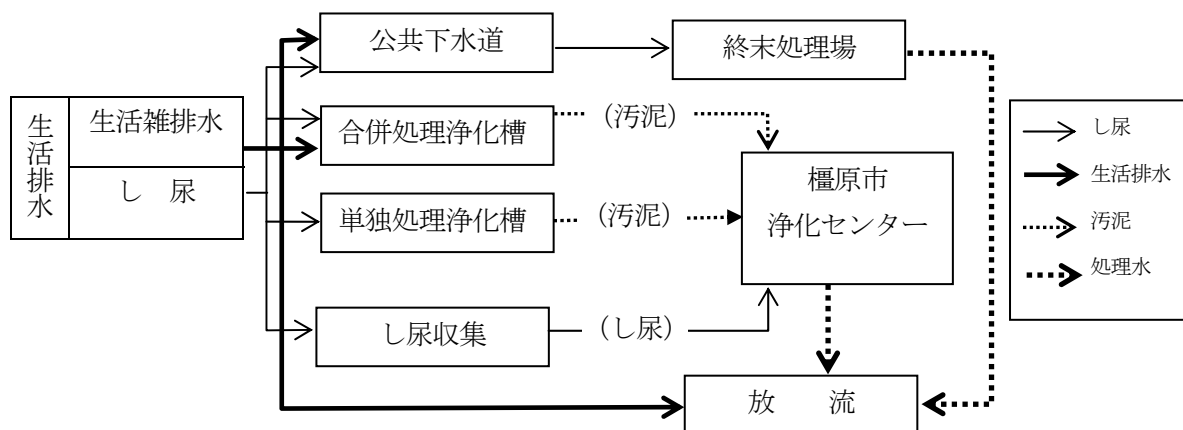 公共下水道
終末処理場
生活排水
生活雑排水
し 尿
合併処理浄化槽
(汚泥)
単独処理浄化槽
(汚泥)
し尿収集
(し尿)
橿原市
浄化センター
放 流
し尿
生活排水
汚泥
処理水